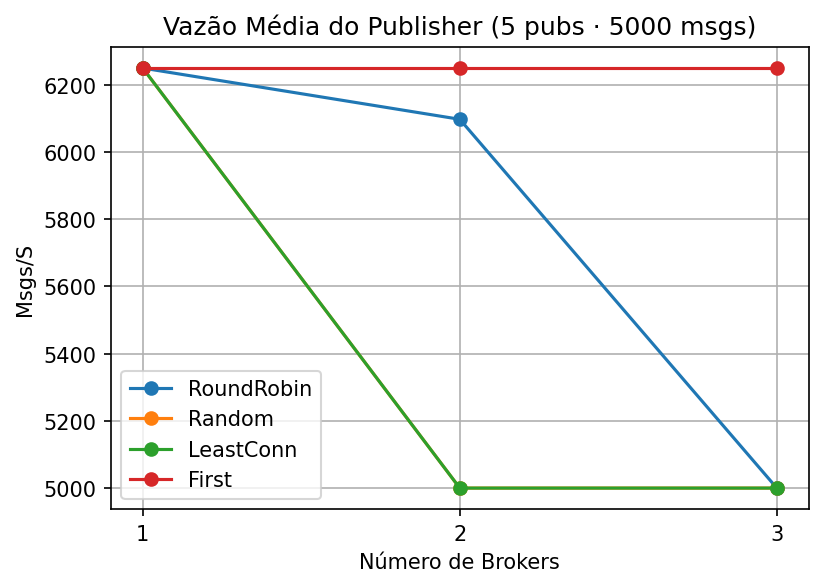 Vazão Média do Publisher (5 pubs · 5000 msgs)
Msgs/S
6200
6000
5800
5600
5400
5200
5000
RoundRobin
Random
LeastConn
First
1
2
3
Número de Brokers